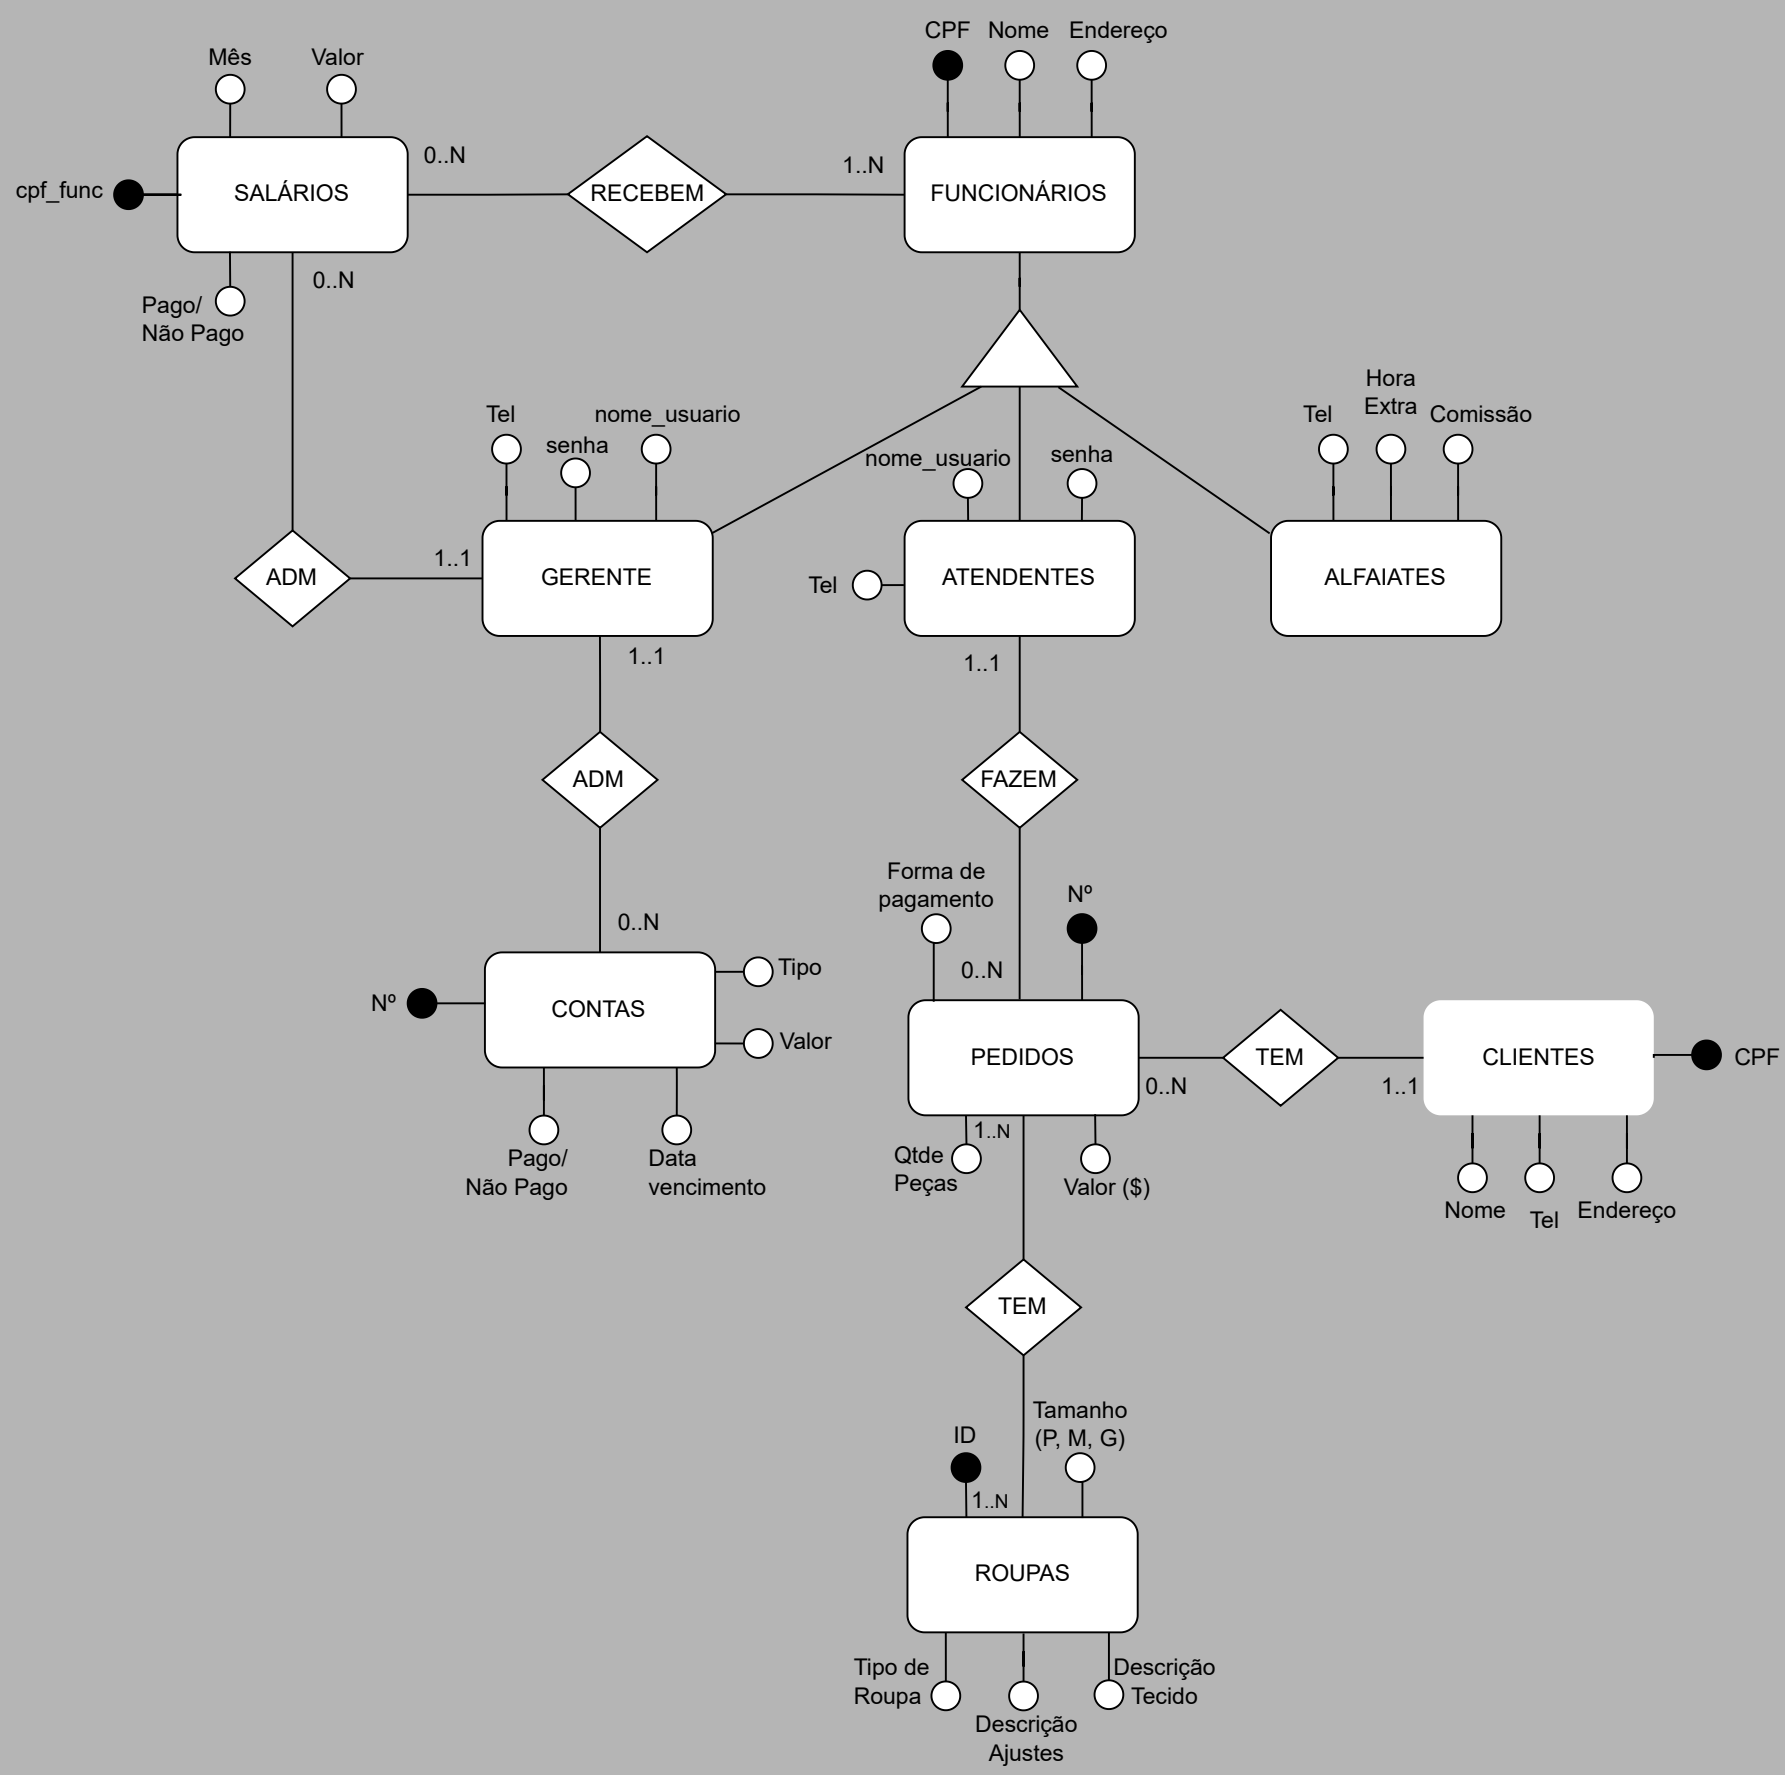 CPF
Nome
Endereço
Mês
Valor
0..N
1..N
cpf_func
SALÁRIOS
RECEBEM
FUNCIONÁRIOS
0..N
Pago/
Não Pago
Hora
Extra
Tel
senha
nome_usuario
nome_usuario
senha
Tel
Comissão
1..1
ADM
GERENTE
Tel
ATENDENTES
ALFAIATES
1..1
1..1
ADM
FAZEM
Forma de
pagamento
Nº
0..N
0..N
Tipo
Nº
CONTAS
Valor
PEDIDOS
TEM
CLIENTES
CPF
0..N
1..1
1..N
Pago/
Não Pago
Data
vencimento
Qtde
Peças
Valor ($)
Nome
Tel
Endereço
TEM
Tamanho
(P, M, G)
ID
1..N
ROUPAS
Tipo de
Roupa
Descrição
Tecido
Descrição
Ajustes